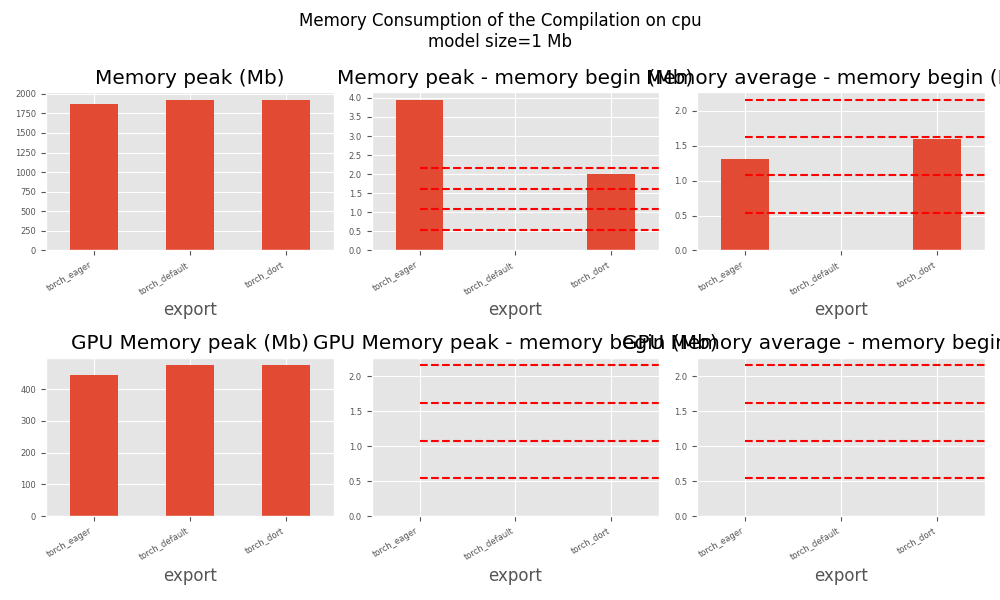 Memory Consumption of the Compilation on cpu
model size=1 Mb
Memory peak (Mb)
Memory peak - memory begin (Mb)
Memory average - memory begin (
2000
1750
1500
1250
1000
750
500
250
0
torch_eager
torch_default
torch_dort
export
4.0
3.5
3.0
2.5
2.0
1.5
1.0
0.5
0.0
torch_eager
torch_default
torch_dort
export
2.0
1.5
1.0
0.5
0.0
torch_eager
torch_default
torch_dort
export
GPU Memory peak (Mb)
GPU Memory peak - memory begin (Mb)
GPU Memory average - memory begin
400
300
200
100
0
torch_eager
torch_default
torch_dort
export
2.0
1.5
1.0
0.5
0.0
torch_eager
torch_default
torch_dort
export
2.0
1.5
1.0
0.5
0.0
torch_eager
torch_default
torch_dort
export